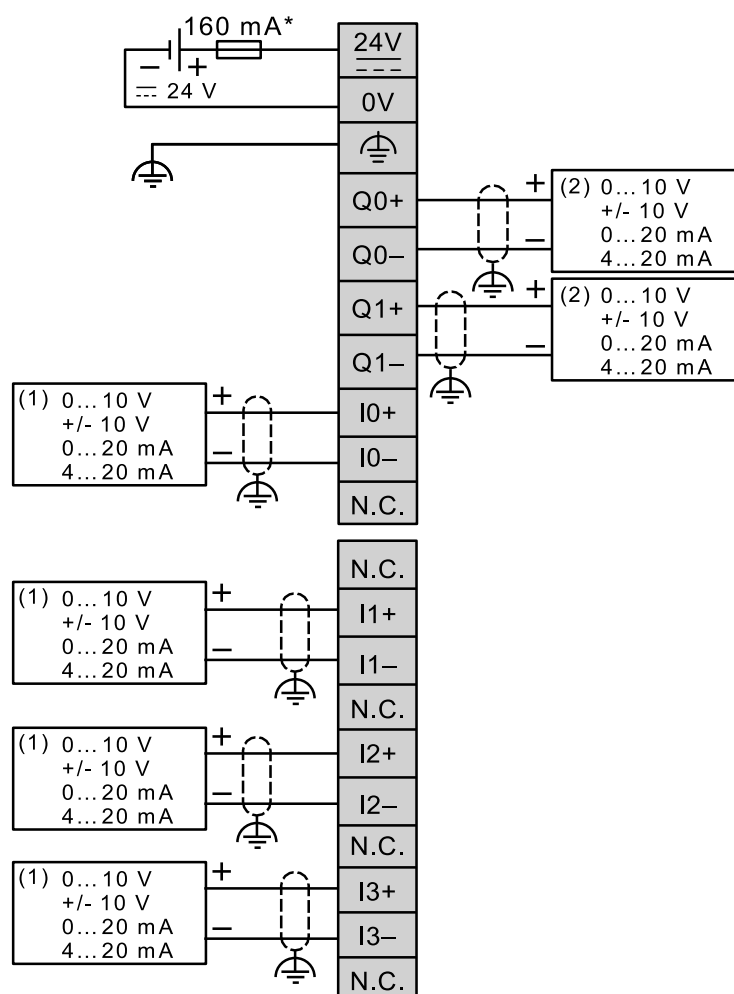 160 mA*
− +
24 V
24V
0V
Q0+
Q0–
Q1+
Q1–
I0+
I0–
N.C.
+
−
(2) 0...10 V
+/- 10 V
0...20 mA
4...20 mA
+
−
(2) 0...10 V
+/- 10 V
0...20 mA
4...20 mA
(1) 0...10 V
+/- 10 V
0...20 mA
4...20 mA
+
−
N.C.
I1+
I1–
N.C.
I2+
I2–
N.C.
I3+
I3–
N.C.
(1) 0...10 V
+/- 10 V
0...20 mA
4...20 mA
+
−
(1) 0...10 V
+/- 10 V
0...20 mA
4...20 mA
+
−
(1) 0...10 V
+/- 10 V
0...20 mA
4...20 mA
+
−